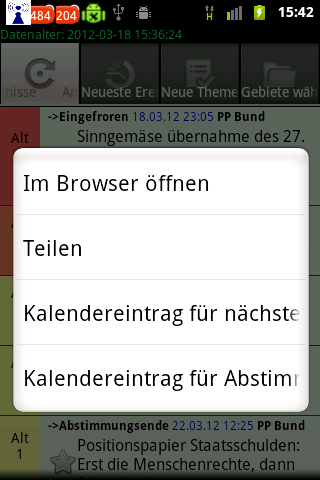 484 204 H 15:42
Datenalter: 2012-03-18 15:36:24
nisse Neueste Ere Neue Theme Gebiete wäh
->Eingefroren 18.03.12 23:05 PP Bund
Alt Sinngemäse übernahme des 27.
Im Browser öffnen
Teilen
Kalendereintrag für nächste
Kalendereintrag für Abstimm
->Abstimmungsende 22.03.12 12:25 PP Bund
Alt Positionspapier Staatsschulden:
1 Erst die Menschenrechte, dann